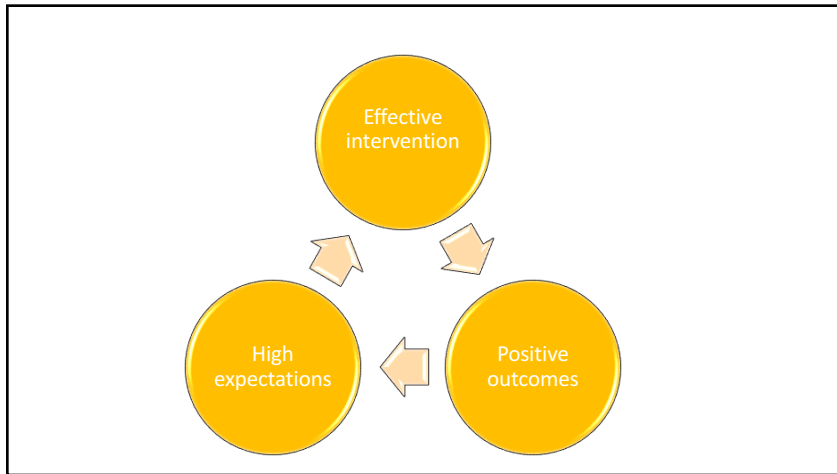 Effective
intervention
High
expectations
Positive
outcomes